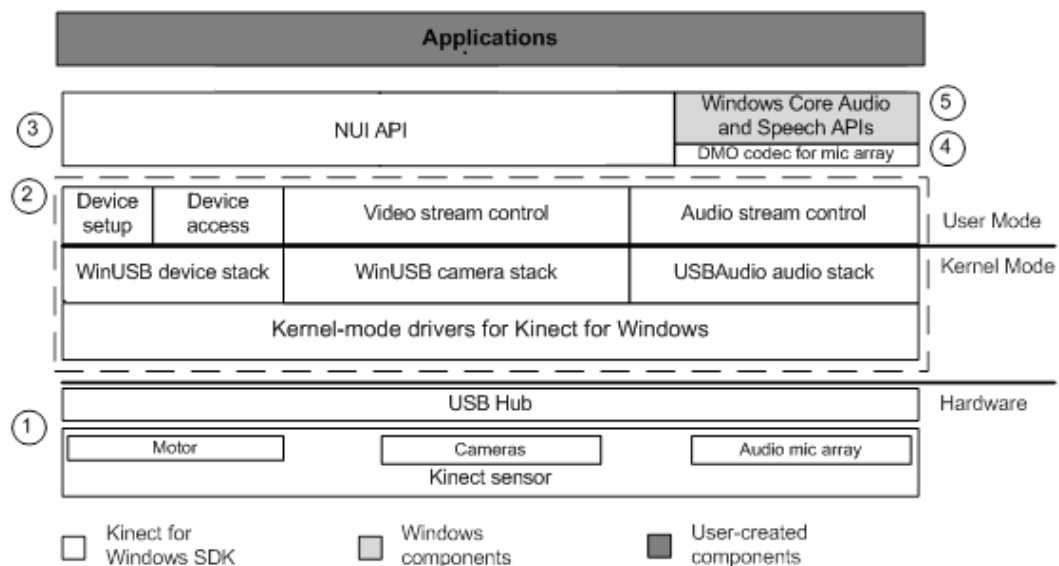 Applications
3
NUI API
Windows Core Audio
and Speech APIs
5
DMO codec for mic array
4
2
Device
setup
Device
access
Video stream control
Audio stream control
User Mode
WinUSB device stack
WinUSB camera stack
USBAudio audio stack
Kernel Mode
Kernel-mode drivers for Kinect for Windows
USB Hub
Hardware
1
Motor
Cameras
Audio mic array
Kinect sensor
Kinect for
Windows SDK
Windows
components
User-created
components